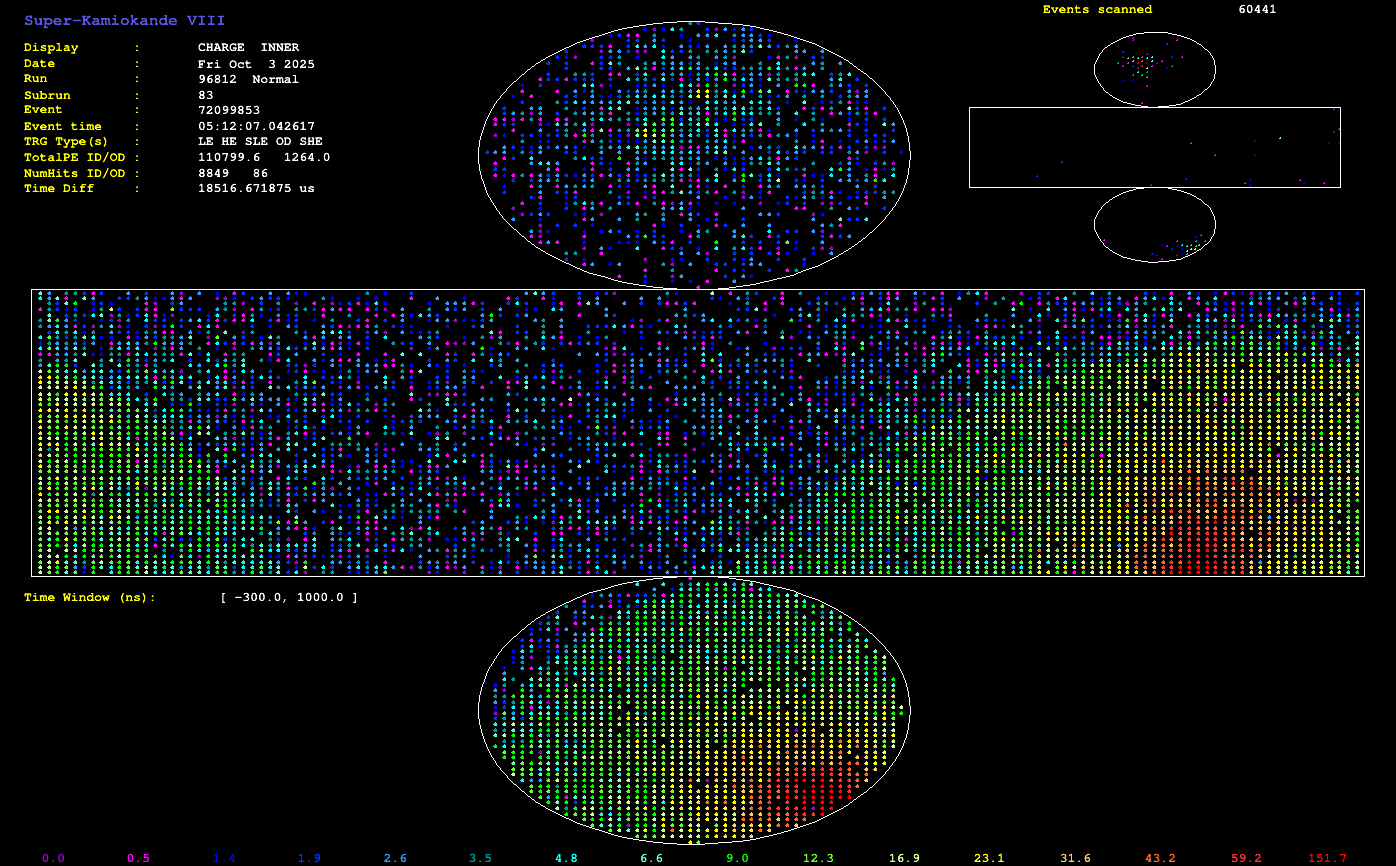 Super-Kamiokande VIII
Events scanned 60441
Display : CHARGE INNER
Date : Fri Oct 3 2025
Run : 96812 Normal
Subrun : 83
Event : 72099853
Event time : 05:12:07.042617
TRG Type(s) : LE HE SLE OD SHE
TotalPE ID/OD : 110799.6 1264.0
NumHits ID/OD : 8849 86
Time Diff : 18516.671875 us
Time Window (ns): [ -300.0, 1000.0 ]
0.0 0.5 1.4 1.9 2.6 3.5 4.8 6.6 9.0 12.3 16.9 23.1 31.6 43.2 59.2 151.7